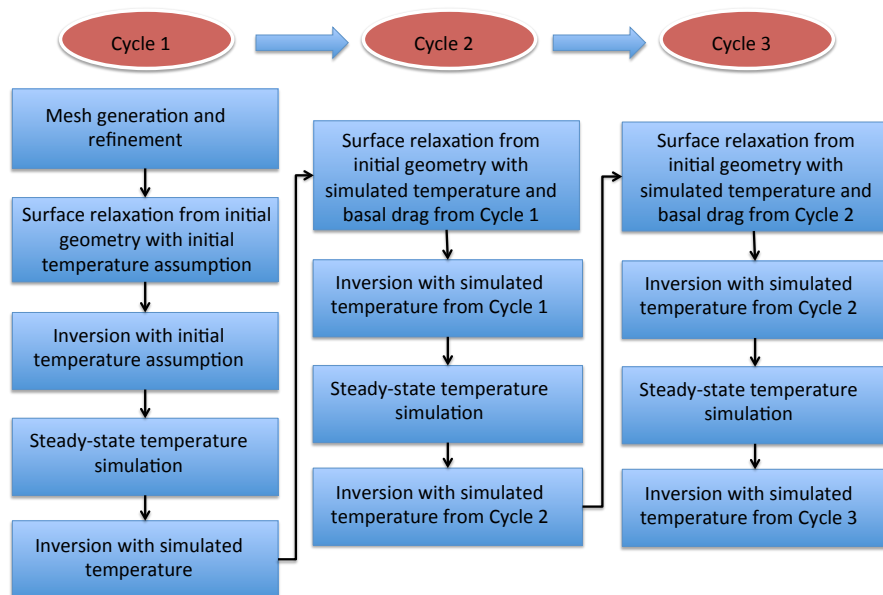 Cycle 1
Cycle 2
Cycle 3
Mesh generation and
refinement
Surface relaxation from initial
geometry with initial
temperature assumption
Inversion with initial
temperature assumption
Steady-state temperature
simulation
Inversion with simulated
temperature
Surface relaxation from
initial geometry with
simulated temperature and
basal drag from Cycle 1
Inversion with simulated
temperature from Cycle 1
Steady-state temperature
simulation
Inversion with simulated
temperature from Cycle 2
Surface relaxation from
initial geometry with
simulated temperature and
basal drag from Cycle 2
Inversion with simulated
temperature from Cycle 2
Steady-state temperature
simulation
Inversion with simulated
temperature from Cycle 3